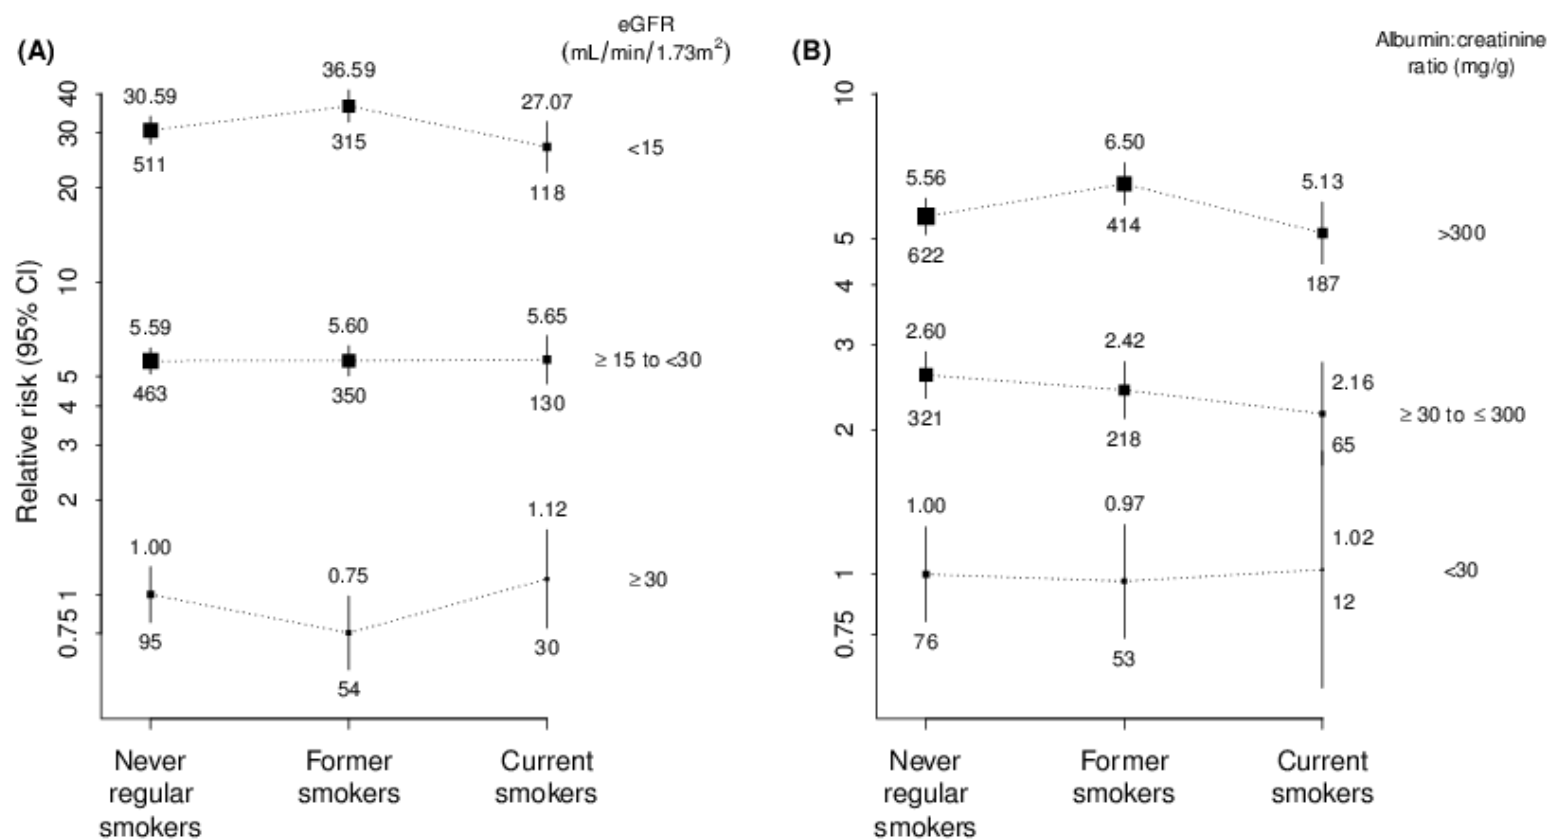 (A)
eGFR
(mL/min/1.73m²)
Relative risk (95% CI)
40
30
20
10
5
4
3
2
1
0.75
30.59
36.59
27.07
511
315
118
<15
5.59
5.60
5.65
463
350
130
≥ 15 to <30
1.00
0.75
1.12
95
54
30
≥ 30
Never
regular
smokers
Former
smokers
Current
smokers
(B)
Albumin:creatinine
ratio (mg/g)
10
5
4
3
2
1
0.75
5.56
6.50
5.13
622
414
187
>300
2.60
2.42
2.16
321
218
65
≥ 30 to ≤ 300
1.00
0.97
1.02
76
53
12
<30
Never
regular
smokers
Former
smokers
Current
smokers